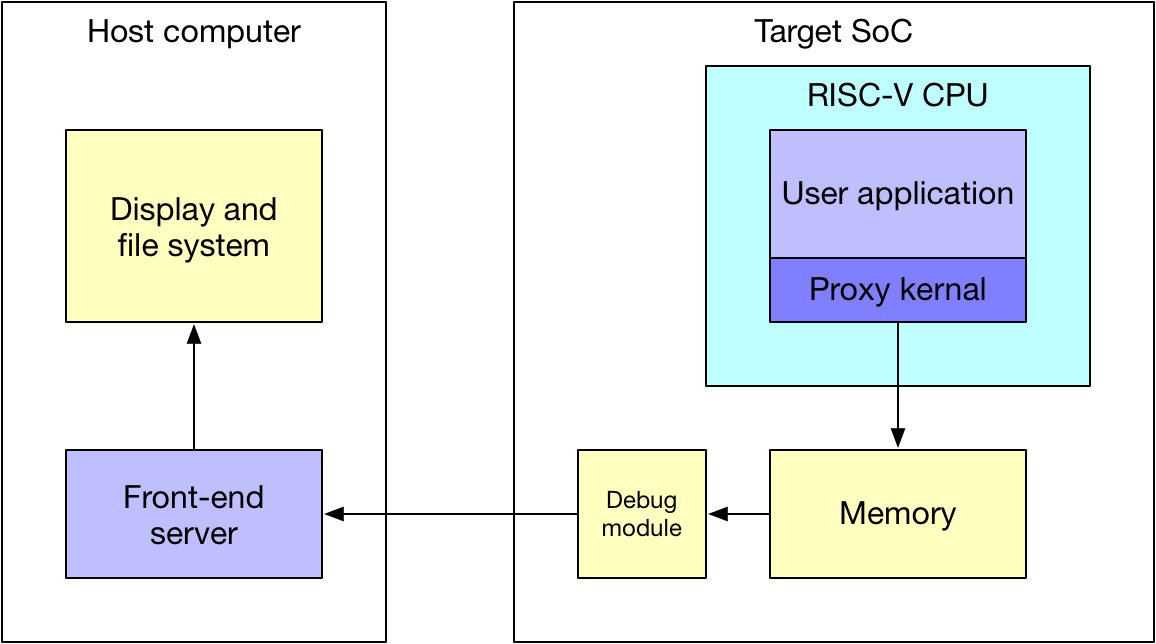 Host computer
Display and
file system
Front-end
server
Target SoC
RISC-V CPU
User application
Proxy kernal
Debug
module
Memory